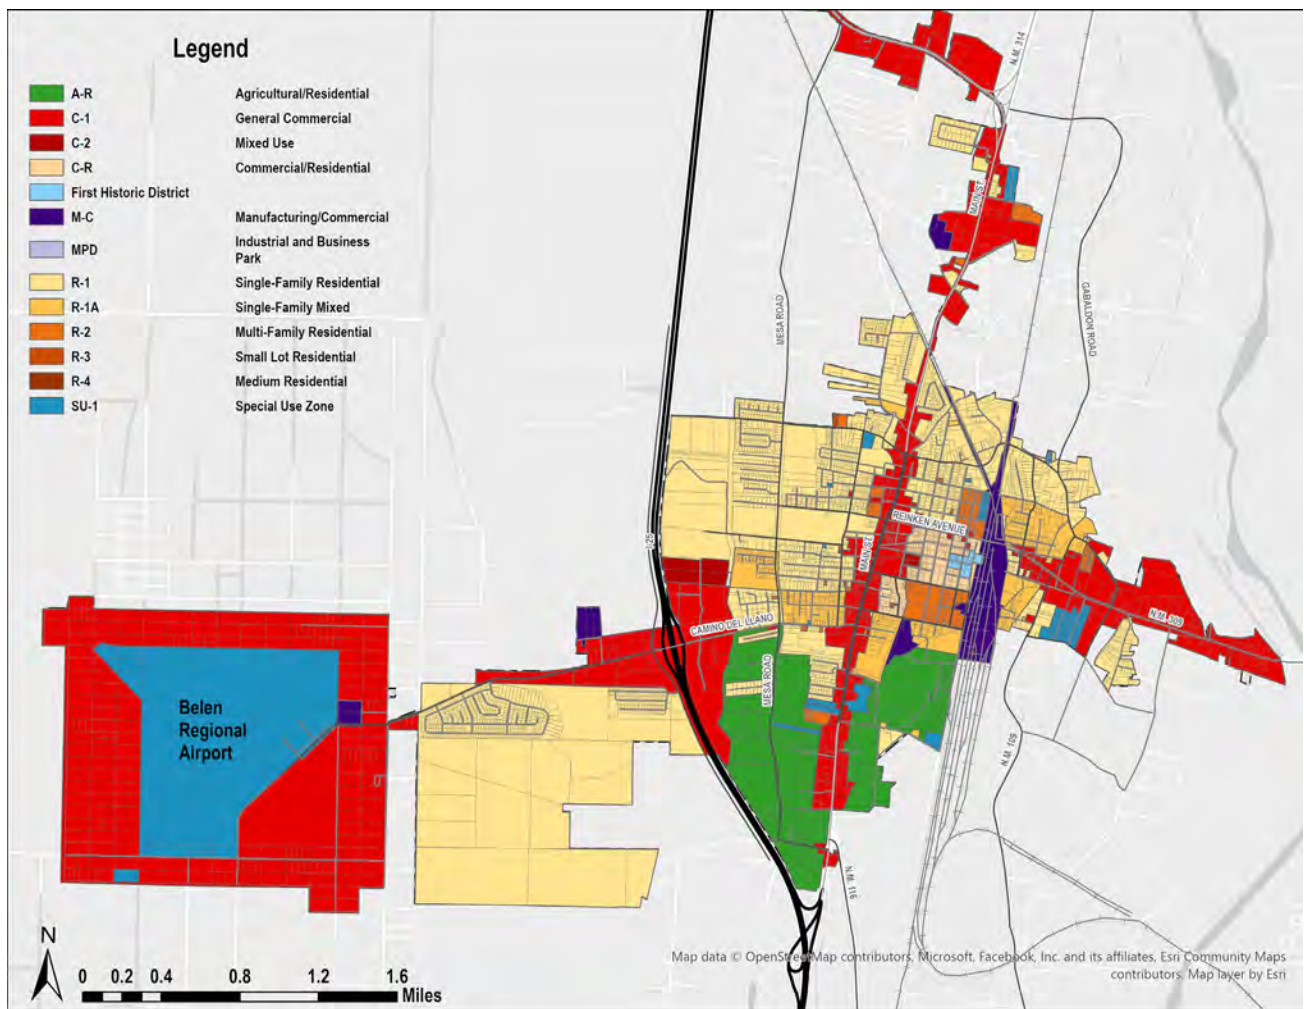 Legend
A-R Agricultural/Residential
C-1 General Commercial
C-2 Mixed Use
C-R Commercial/Residential
First Historic District
M-C Manufacturing/Commercial
MPD Industrial and Business
Park
R-1 Single-Family Residential
R-1A Single-Family Mixed
R-2 Multi-Family Residential
R-3 Small Lot Residential
R-4 Medium Residential
SU-1 Special Use Zone
N.M. 314
MAIN ST.
MESA ROAD
GABALDON ROAD
REINKEN AVENUE
I-25
MAIN ST.
CAMINO DEL LLANO
N.M. 309
MESA ROAD
Belen
Regional
Airport
N.M. 109
N.M. 116
N
0 0.2 0.4 0.8 1.2 1.6
Miles
Map data © OpenStreetMap contributors, Microsoft, Facebook, Inc. and its affiliates, Esri Community Maps
contributors, Map layer by Esri